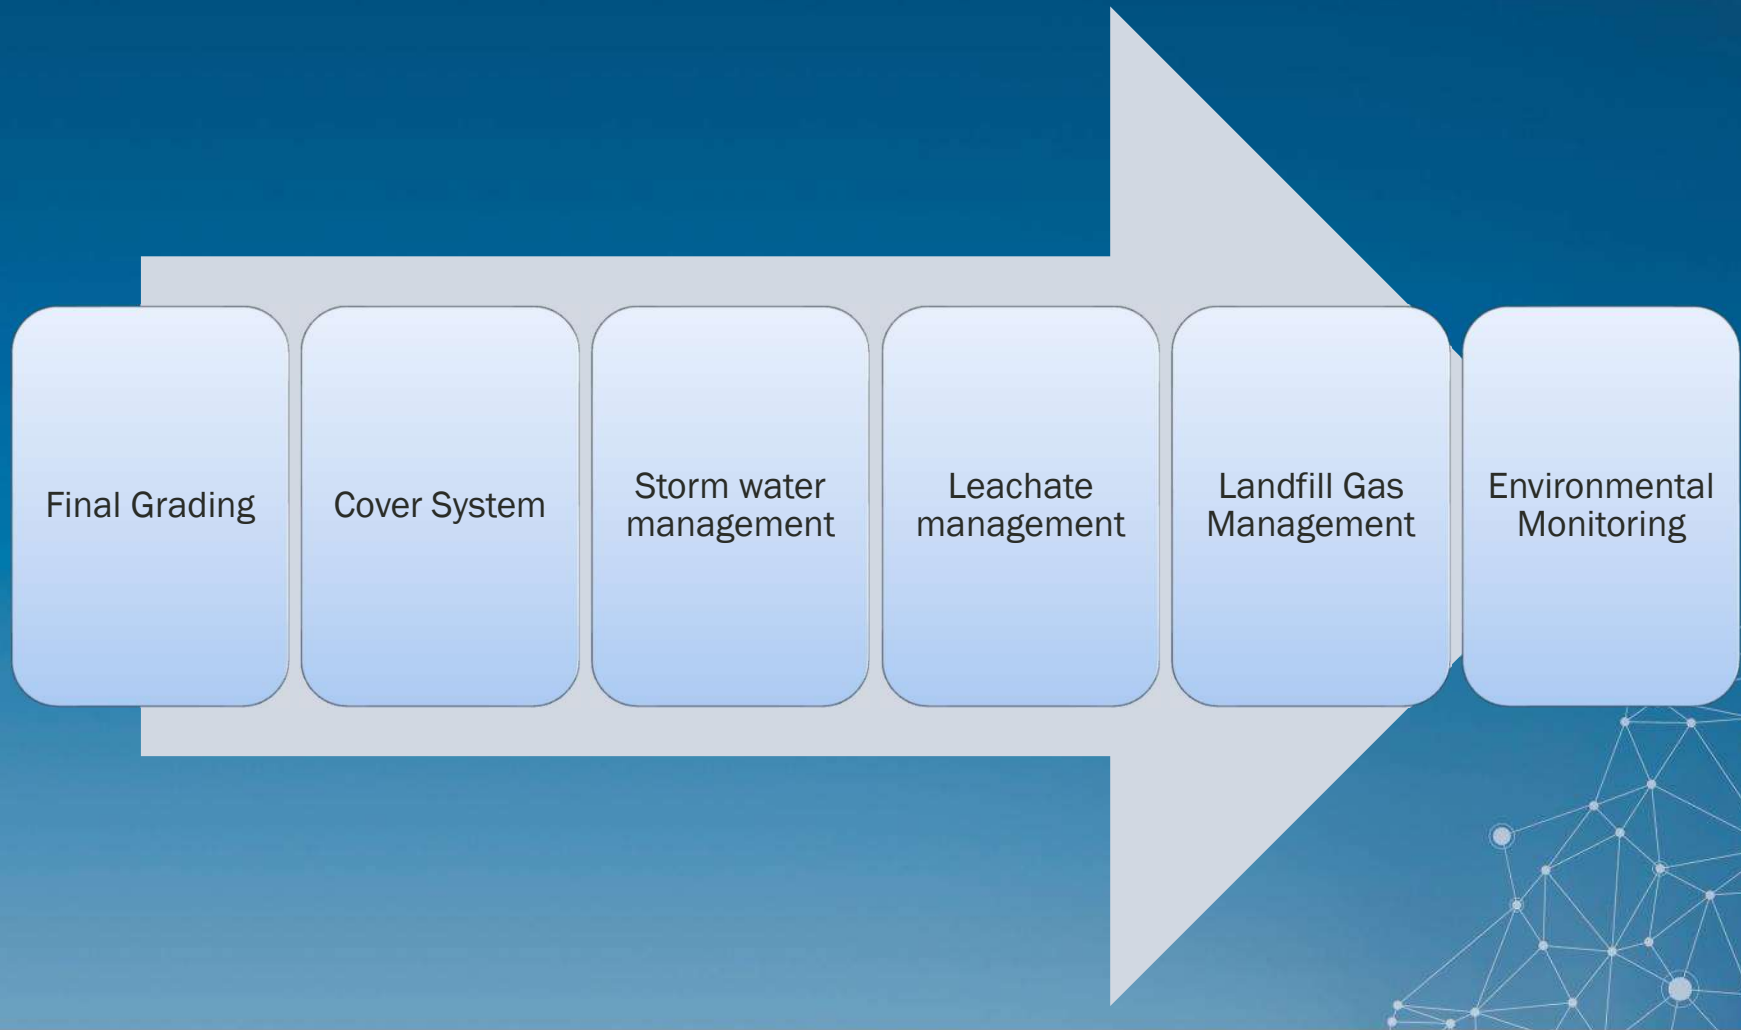 Final Grading
Cover System
Storm water
management
Leachate
management
Landfill Gas
Management
Environmental
Monitoring